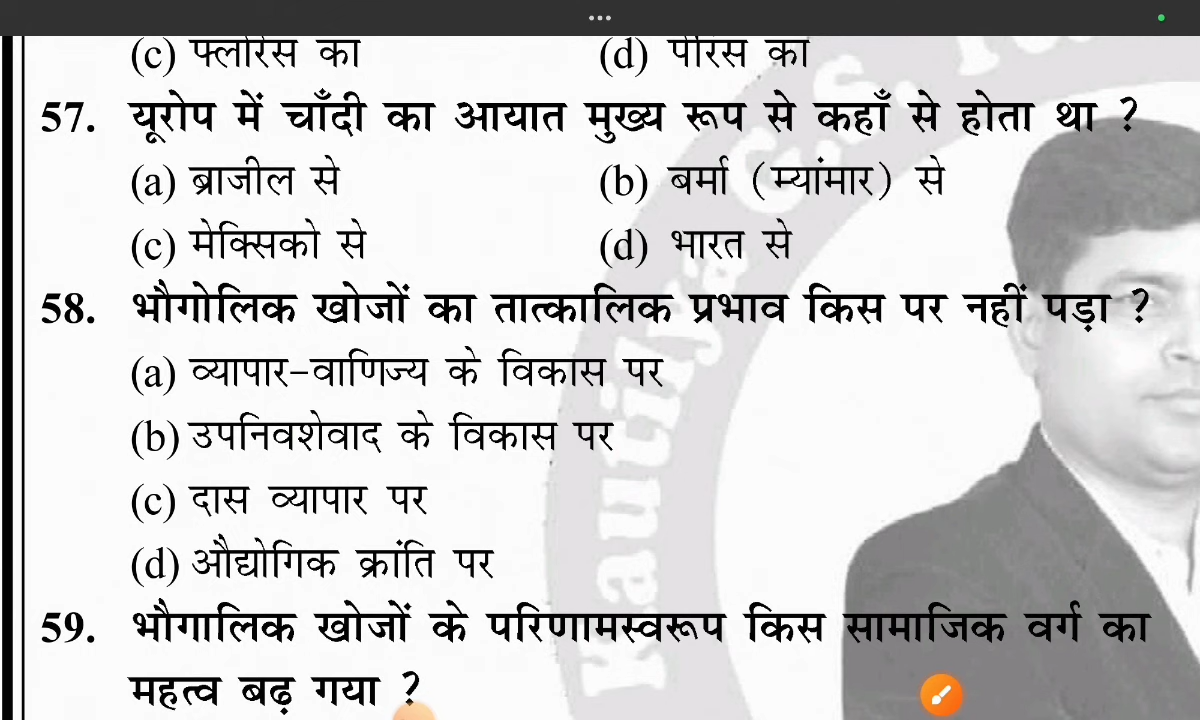 (c) फ्लोरेंस का (d) पेरिस का
57. यूरोप में चाँदी का आयात मुख्य रूप से कहाँ से होता था ?
(a) ब्राजील से (b) बर्मा (म्यांमार) से
(c) मेक्सिको से (d) भारत से
58. भौगोलिक खोजों का तात्कालिक प्रभाव किस पर नहीं पड़ा ?
(a) व्यापार-वाणिज्य के विकास पर
(b) उपनिवशेवाद के विकास पर
(c) दास व्यापार पर
(d) औद्योगिक क्रांति पर
59. भौगालिक खोजों के परिणामस्वरूप किस सामाजिक वर्ग का
महत्व बढ़ गया ?
Kautilya C.S.